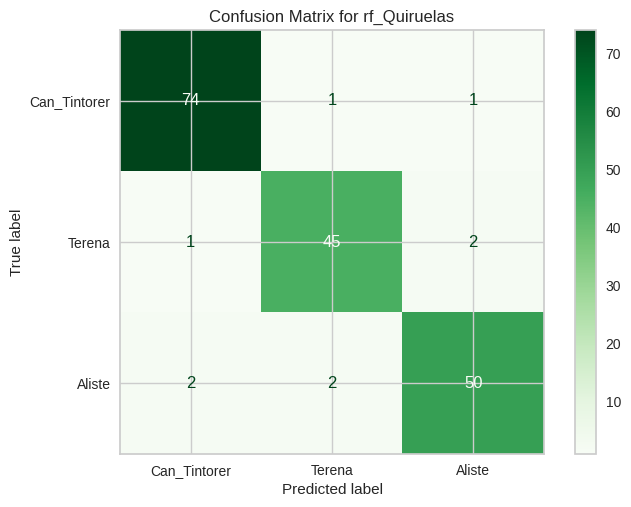 Confusion Matrix for rf_Quiruelas
True label
Can_Tintorer 74 1 1
Terena 1 45 2
Aliste 2 2 50
Can_Tintorer Terena Aliste
Predicted label
70
60
50
40
30
20
10